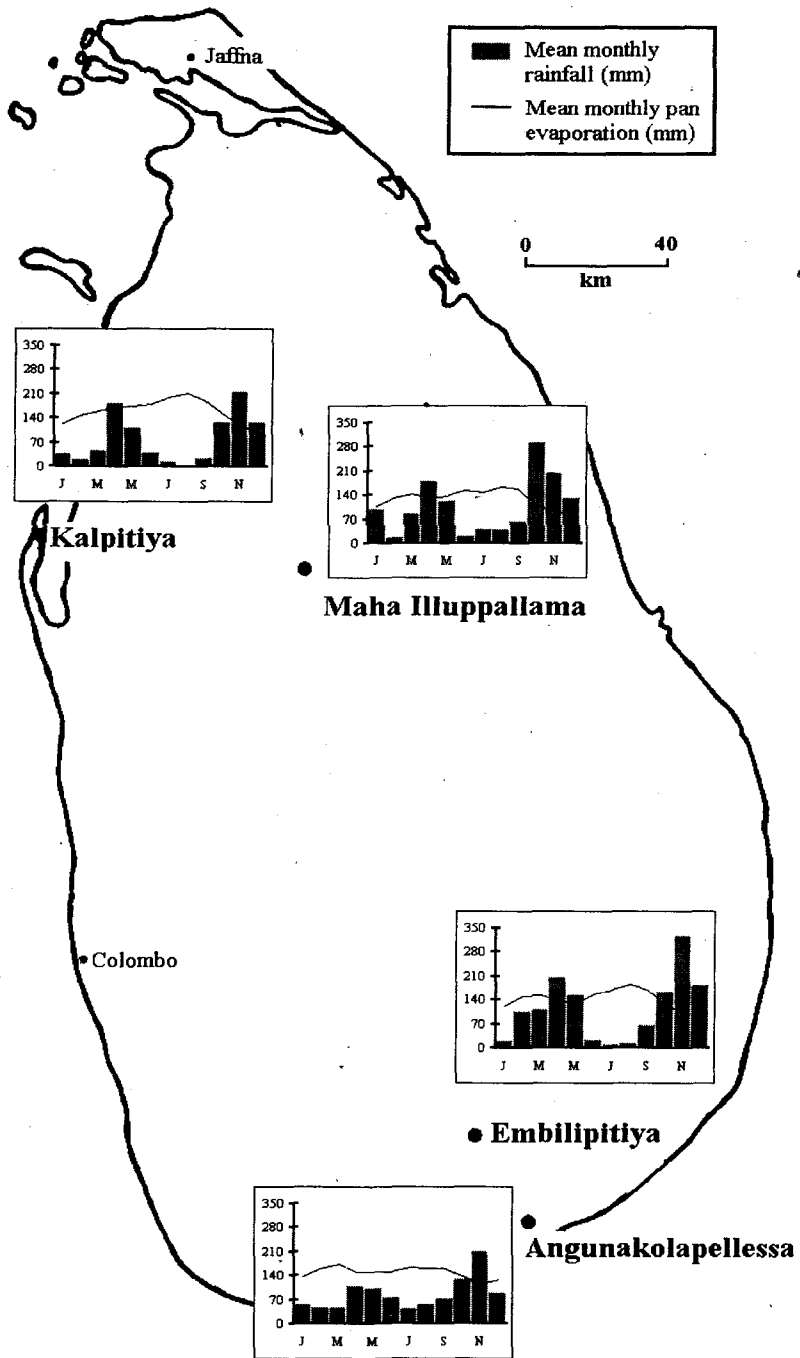 Jaffna
Mean monthly
rainfall (mm)
Mean monthly pan
evaporation (mm)
0 40
km
350
280
210
140
70
0
J M M J S N
Kalpitiya
350
280
210
140
70
0
J M M J S N
Maha Illuppallama
Colombo
350
280
210
140
70
0
J M M J S N
Embilipitiya
350
280
210
140
70
0
J M M J S N
Angunakolapellessa